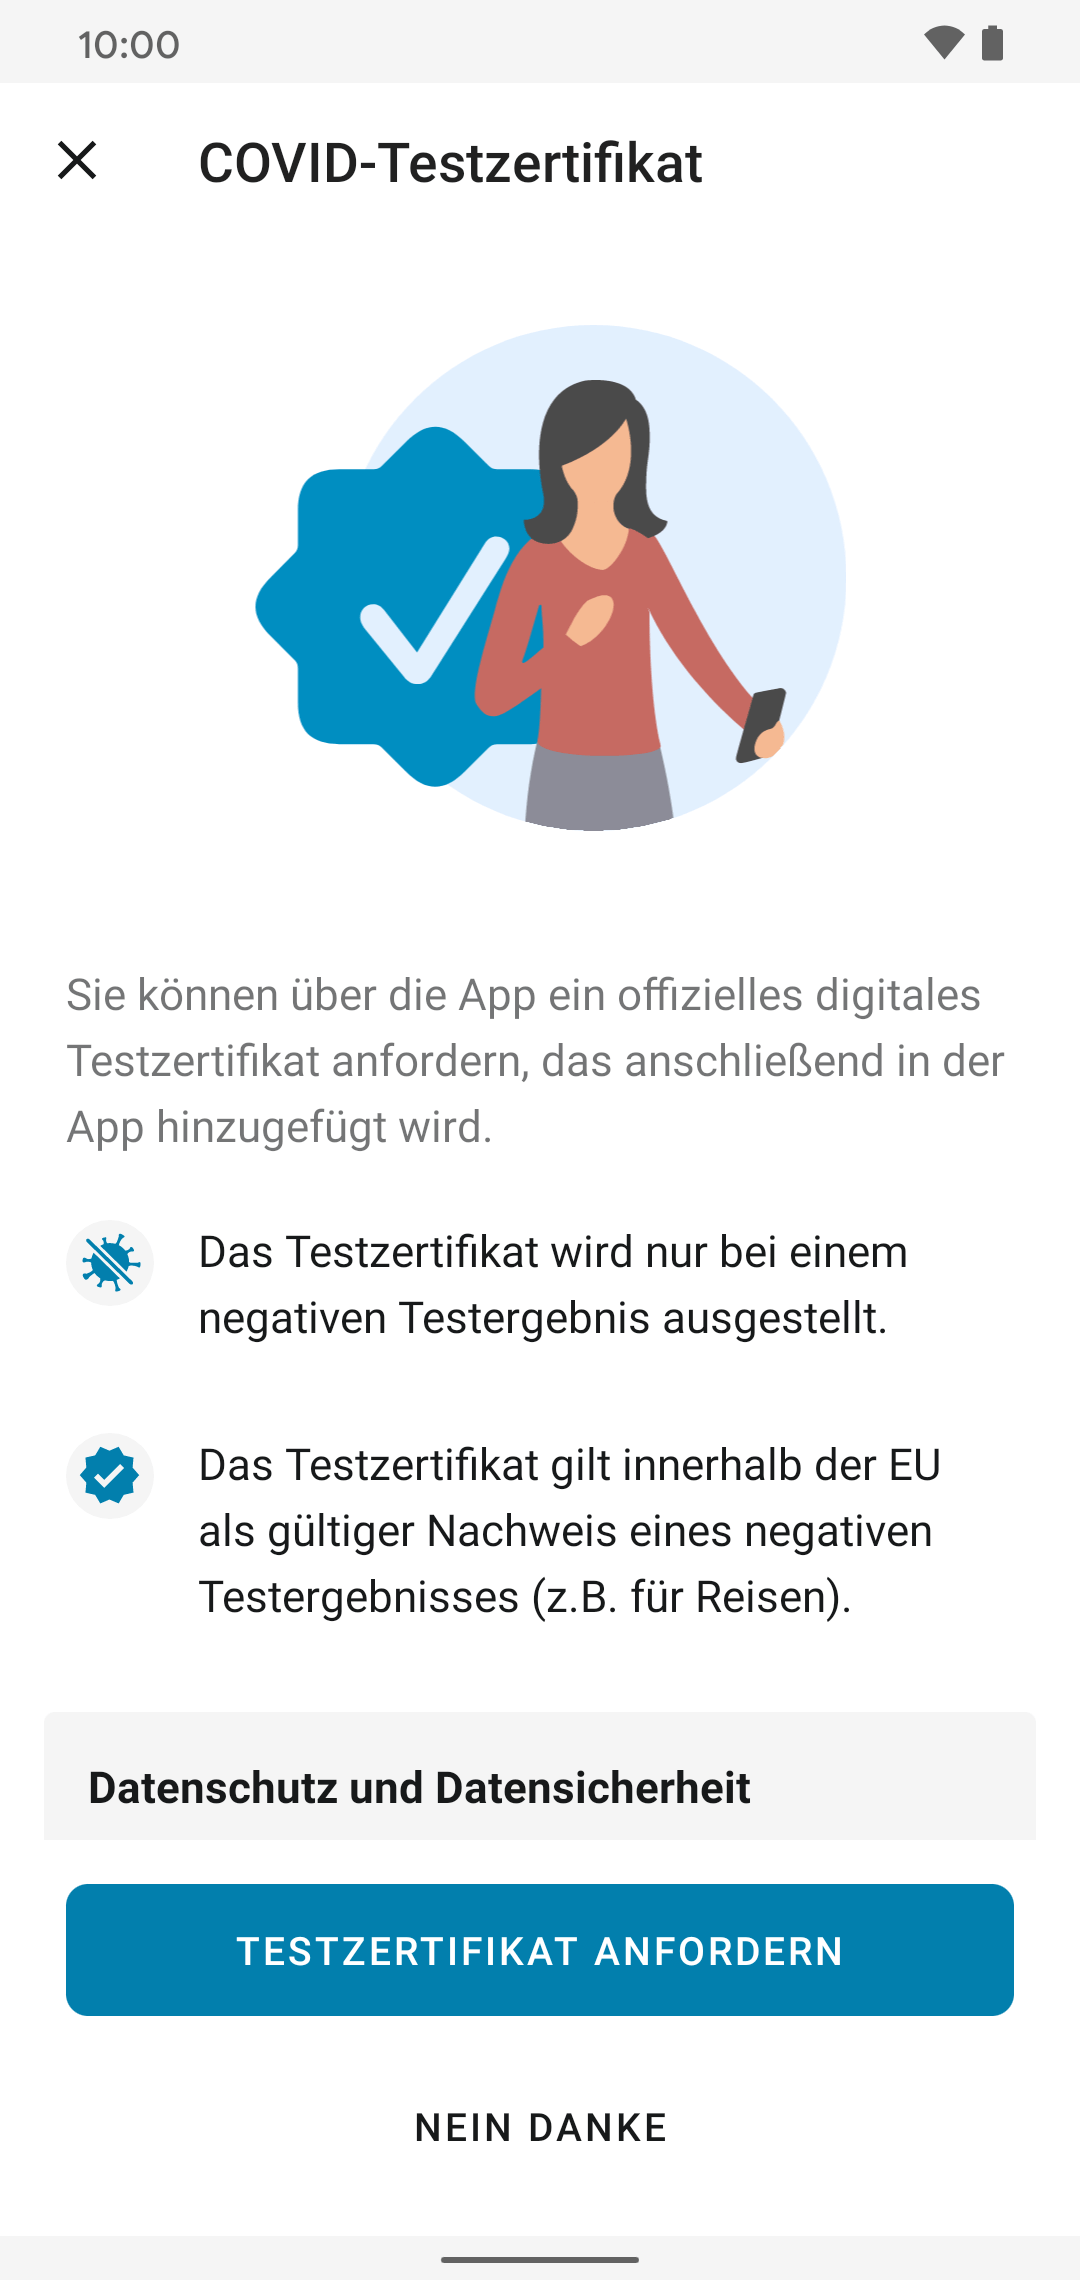 10:00
COVID-Testzertifikat
Sie können über die App ein offizielles digitales
Testzertifikat anfordern, das anschließend in der
App hinzugefügt wird.
Das Testzertifikat wird nur bei einem
negativen Testergebnis ausgestellt.
Das Testzertifikat gilt innerhalb der EU
als gültiger Nachweis eines negativen
Testergebnisses (z.B. für Reisen).
Datenschutz und Datensicherheit
TESTZERTIFIKAT ANFORDERN
NEIN DANKE